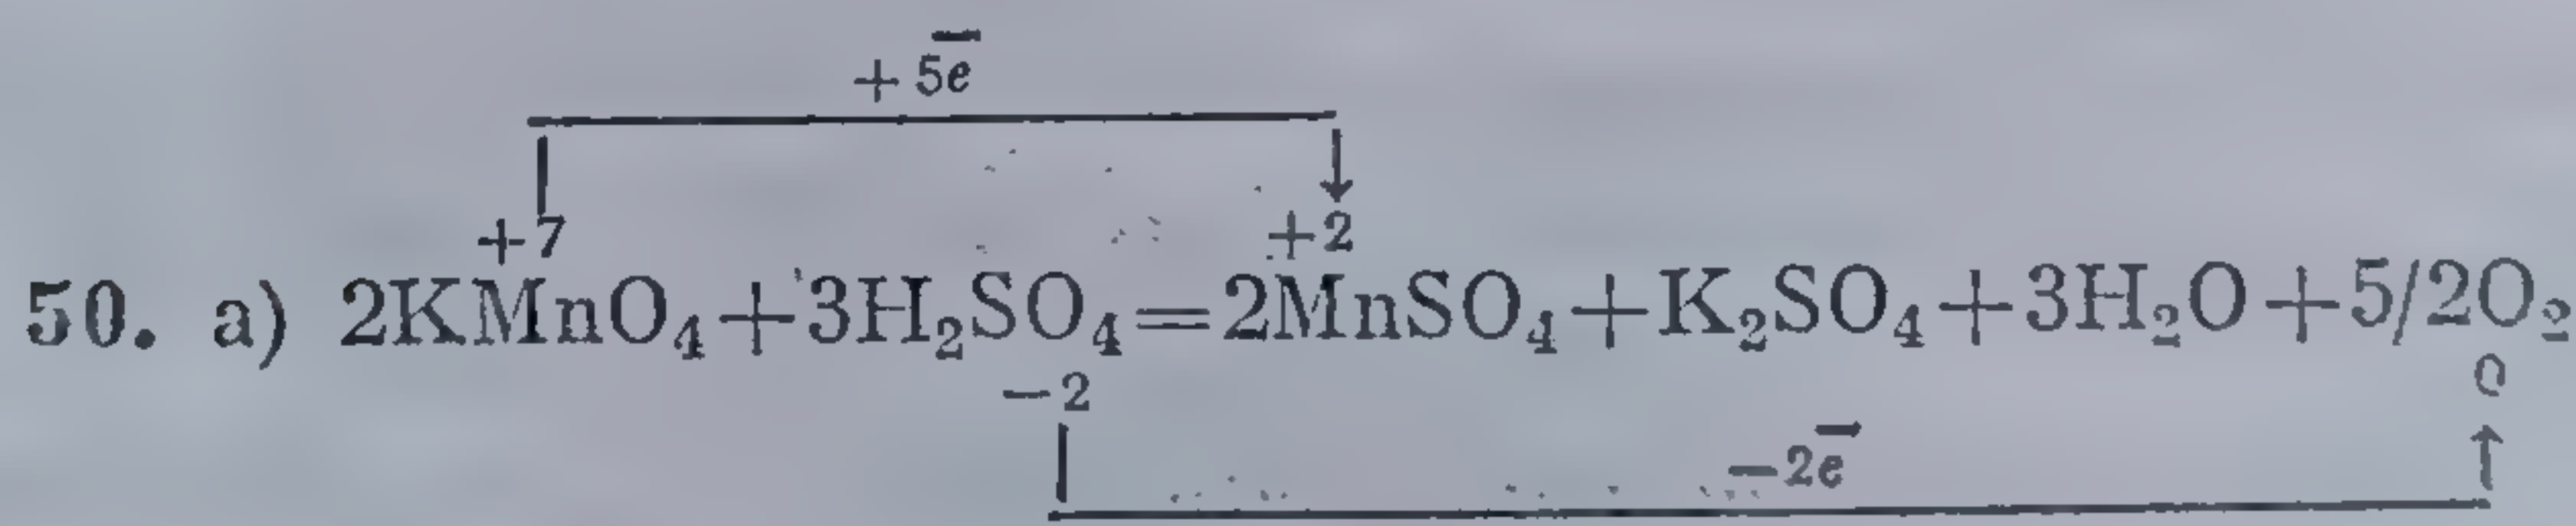 + 5e̅
+7 +2
50. a) 2KMnO₄+3H₂SO₄=2MnSO₄+K₂SO₄+3H₂O+5/2O₂
−2 0
−2e̅